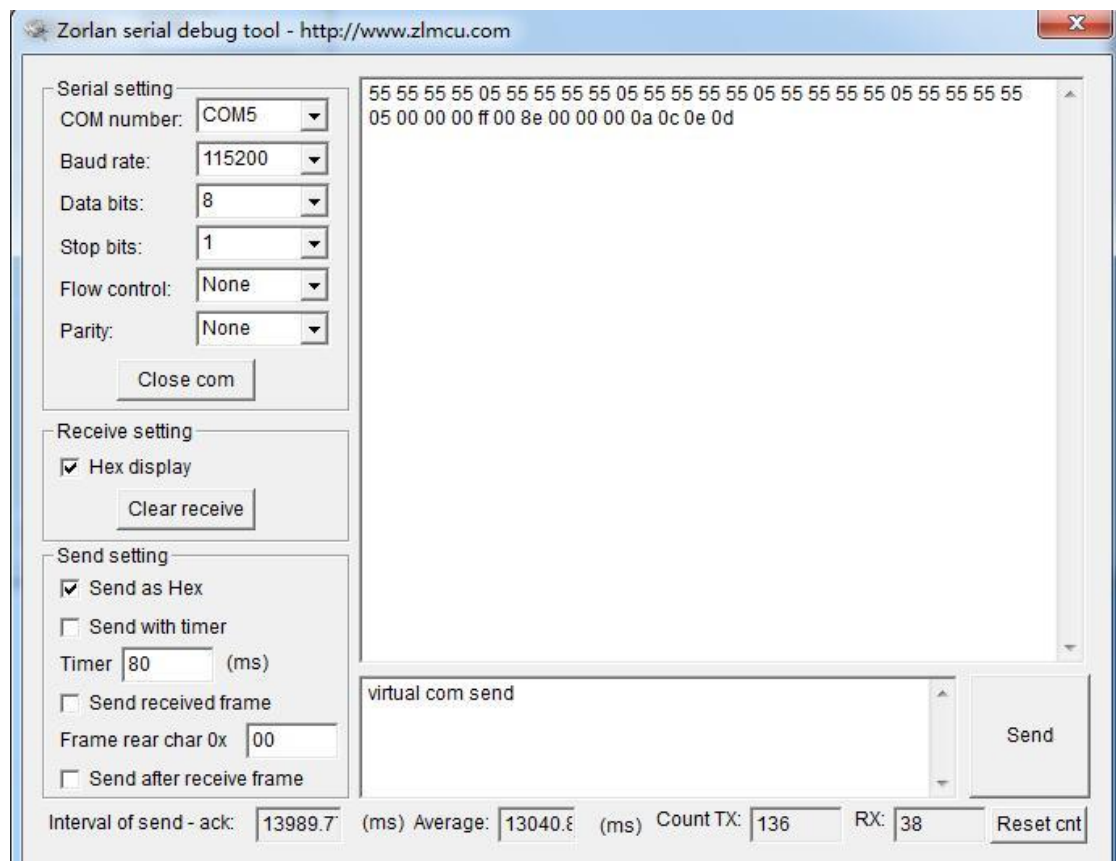 Zorlan serial debug tool - http://www.zlmcu.com
Serial setting
COM number: COM5
Baud rate: 115200
Data bits: 8
Stop bits: 1
Flow control: None
Parity: None
Close com
Receive setting
Hex display
Clear receive
Send setting
Send as Hex
Send with timer
Timer 80 (ms)
Send received frame
Frame rear char 0x 00
Send after receive frame
55 55 55 55 05 55 55 55 55 05 55 55 55 55 05 55 55 55 55 05 55 55 55 55
05 00 00 00 ff 00 8e 00 00 00 0a 0c 0e 0d
virtual com send
Send
Interval of send - ack: 13989.7 (ms) Average: 13040.8 (ms) Count TX: 136 RX: 38 Reset cnt